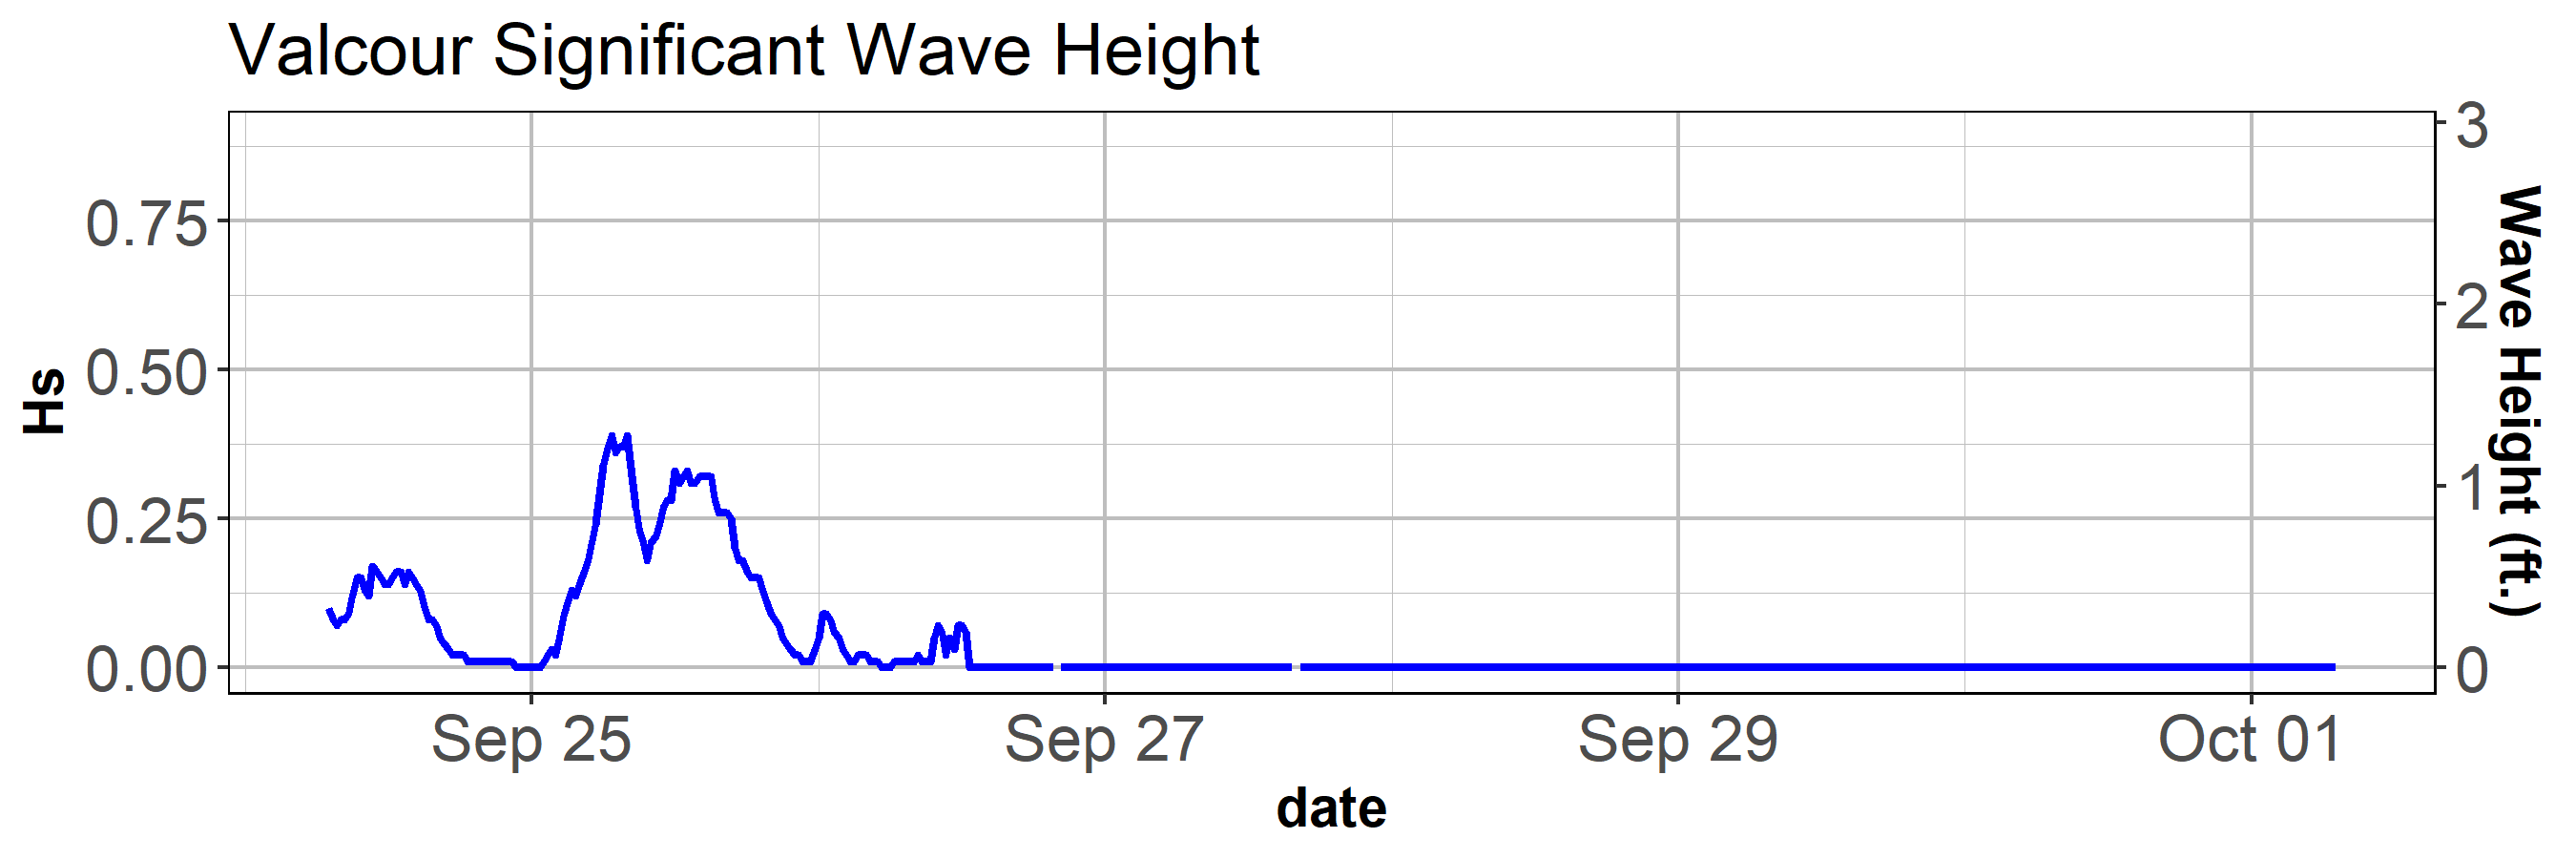 Valcour Significant Wave Height
Hs
0.75
0.50
0.25
0.00
3
2
1
0
Wave Height (ft.)
Sep 25
Sep 27
Sep 29
Oct 01
date